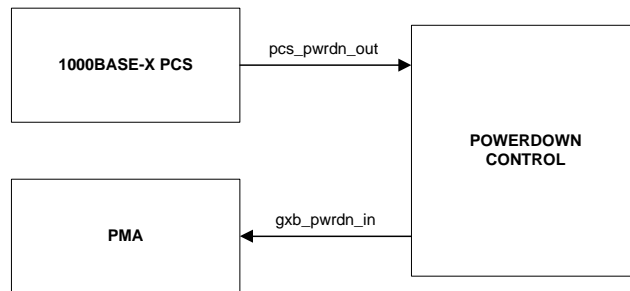 1000BASE-X PCS
pcs_pwrdn_out
POWERDOWN
CONTROL
PMA
gxb_pwrdn_in